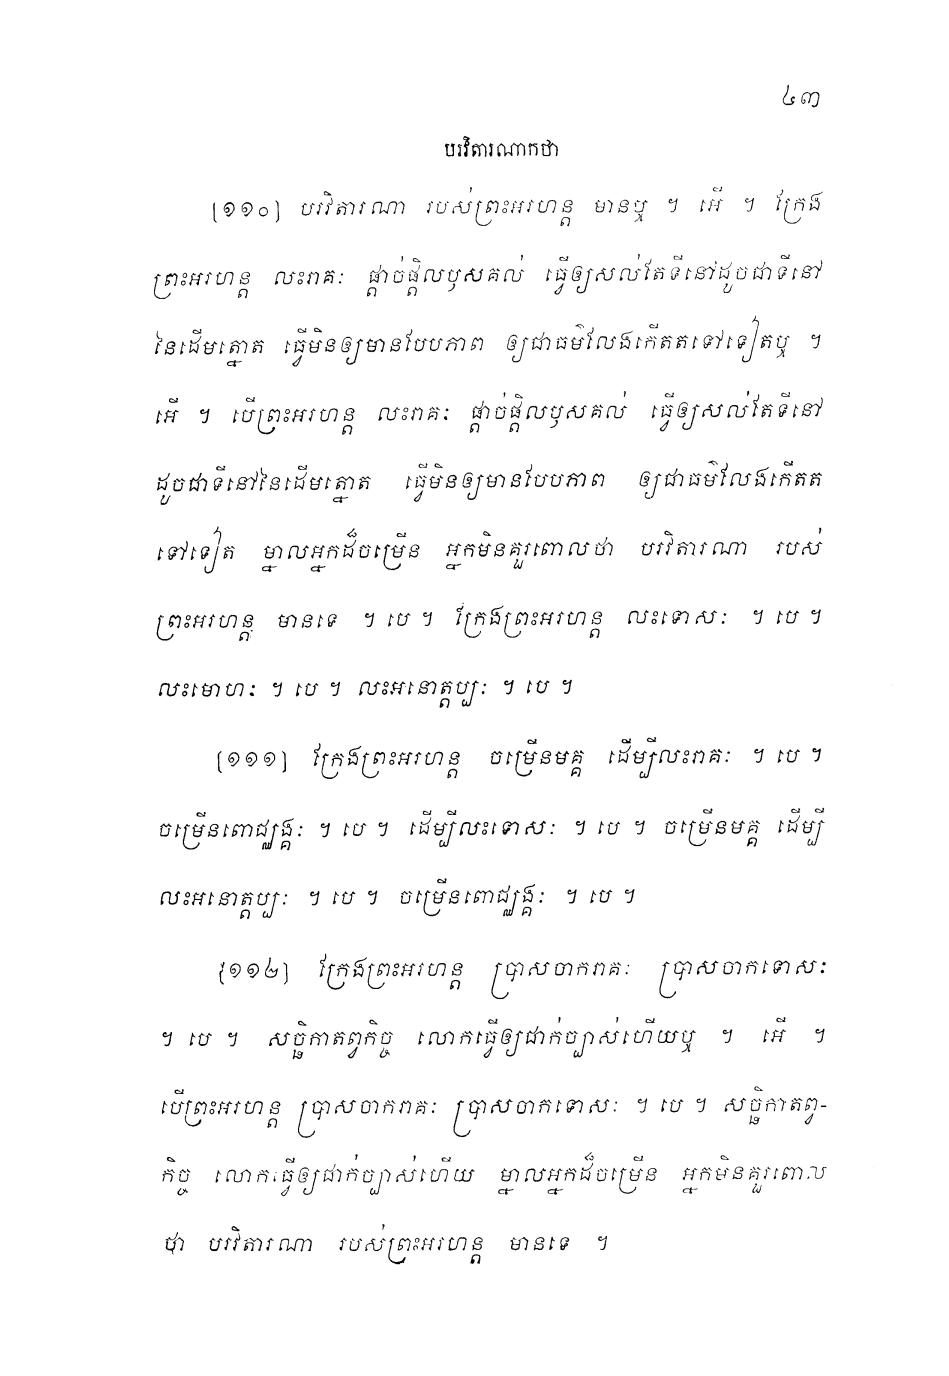 ៤៣
បរវិតារណាកថា
[១១០] បរវិតារណា របស់ព្រះអរហន្ត មានឬ ។ អើ ។ ក្រែង
ព្រះអរហន្ត លះរាគៈ ផ្តាច់ផ្តិលឫសគល់ ធ្វើឲ្យសល់តែទីនៅដូចជាទីនៅ
នៃដើមត្នោត ធ្វើមិនឲ្យមានបែបភាព ឲ្យជាធម៌លែងកើតតទៅទៀតឬ ។
អើ ។ បើព្រះអរហន្ត លះរាគៈ ផ្តាច់ផ្តិលឫសគល់ ធ្វើឲ្យសល់តែទីនៅ
ដូចជាទីនៅនៃដើមត្នោត ធ្វើមិនឲ្យមានបែបភាព ឲ្យជាធម៌លែងកើតត
ទៅទៀត ម្នាលអ្នកដ៏ចម្រើន អ្នកមិនគួរពោលថា បរវិតារណា របស់
ព្រះអរហន្ត មានទេ ។ បេ ។ ក្រែងព្រះអរហន្ត លះទោសៈ ។ បេ ។
លះមោហៈ ។ បេ ។ លះអនោត្តប្បៈ ។ បេ ។
[១១១] ក្រែងព្រះអរហន្ត ចម្រើនមគ្គ ដើម្បីលះរាគៈ ។ បេ ។
ចម្រើនពោជ្ឈង្គៈ ។ បេ ។ ដើម្បីលះទោសៈ ។ បេ ។ ចម្រើនមគ្គ ដើម្បី
លះអនោត្តប្បៈ ។ បេ ។ ចម្រើនពោជ្ឈង្គៈ ។ បេ ។
[១១២] ក្រែងព្រះអរហន្ត ប្រាសចាករាគៈ ប្រាសចាកទោសៈ
។ បេ ។ សច្ឆិកាតព្វកិច្ច លោកធ្វើឲ្យជាក់ច្បាស់ហើយឬ ។ អើ ។
បើព្រះអរហន្ត ប្រាសចាករាគៈ ប្រាសចាកទោសៈ ។ បេ ។ សច្ឆិកាតព្វ-
កិច្ច លោកធ្វើឲ្យជាក់ច្បាស់ហើយ ម្នាលអ្នកដ៏ចម្រើន អ្នកមិនគួរពោល
ថា បរវិតារណា របស់ព្រះអរហន្ត មានទេ ។